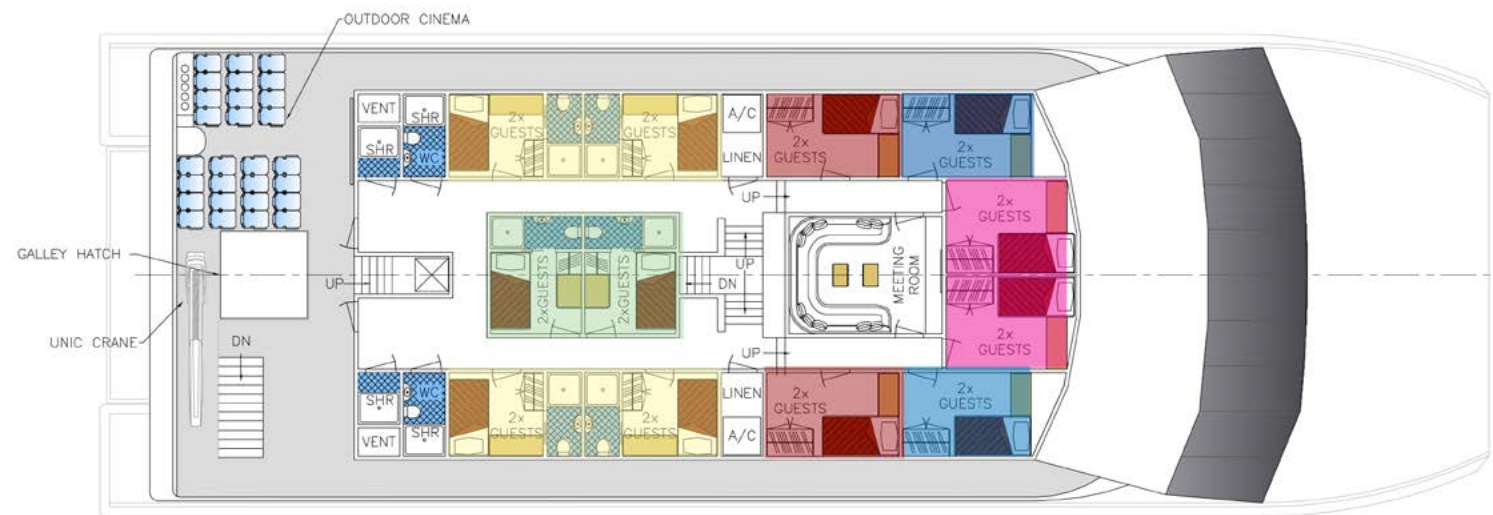 OUTDOOR CINEMA
VENT
SHR
SHR
WC
2x
GUESTS
2x
GUESTS
A/C
LINEN
2x
GUESTS
2x
GUESTS
UP
2x
GUESTS
GALLEY HATCH
UP
2xGUESTS
2xGUESTS
UP
DN
MEETING
ROOM
UNIC CRANE
DN
UP
2x
GUESTS
SHR
WC
VENT
SHR
2x
GUESTS
2x
GUESTS
LINEN
A/C
2x
GUESTS
2x
GUESTS